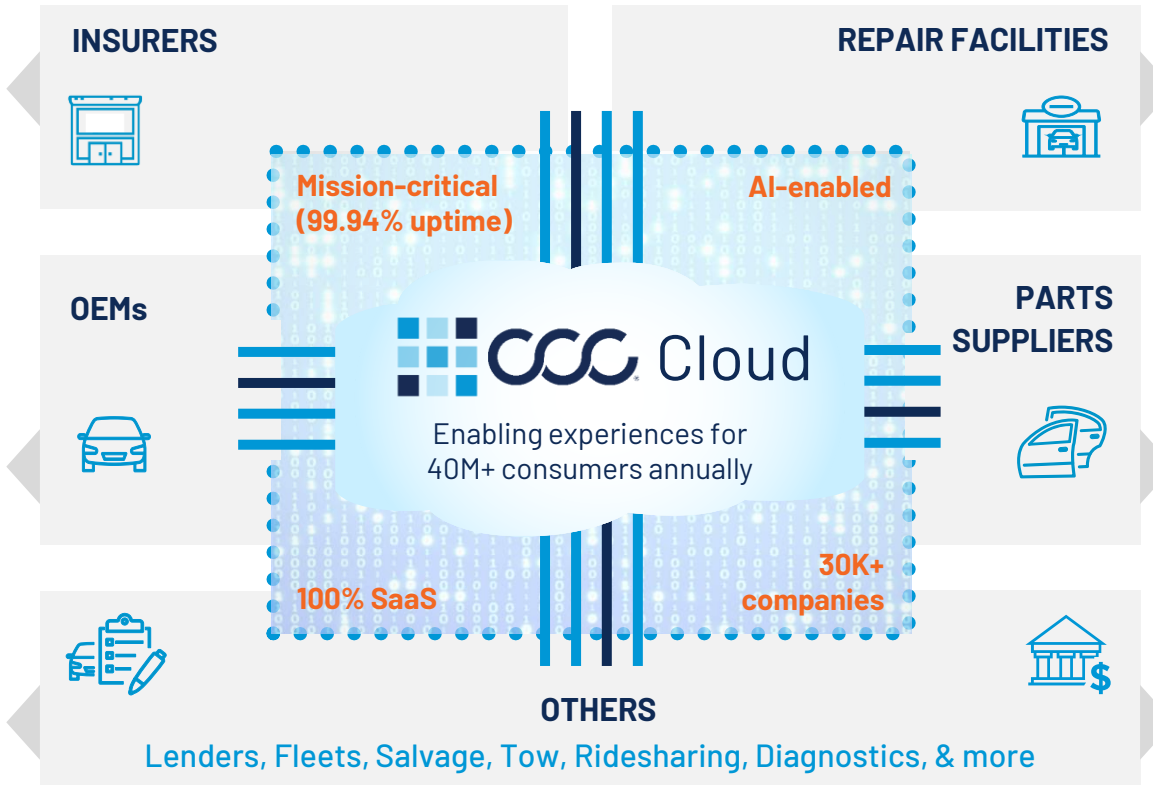 INSURERS
REPAIR FACILITIES
Mission-critical
(99.94% uptime)
AI-enabled
OEMs
PARTS
SUPPLIERS
CCC® Cloud
Enabling experiences for
40M+ consumers annually
100% SaaS
30K+
companies
$
OTHERS
Lenders, Fleets, Salvage, Tow, Ridesharing, Diagnostics, & more